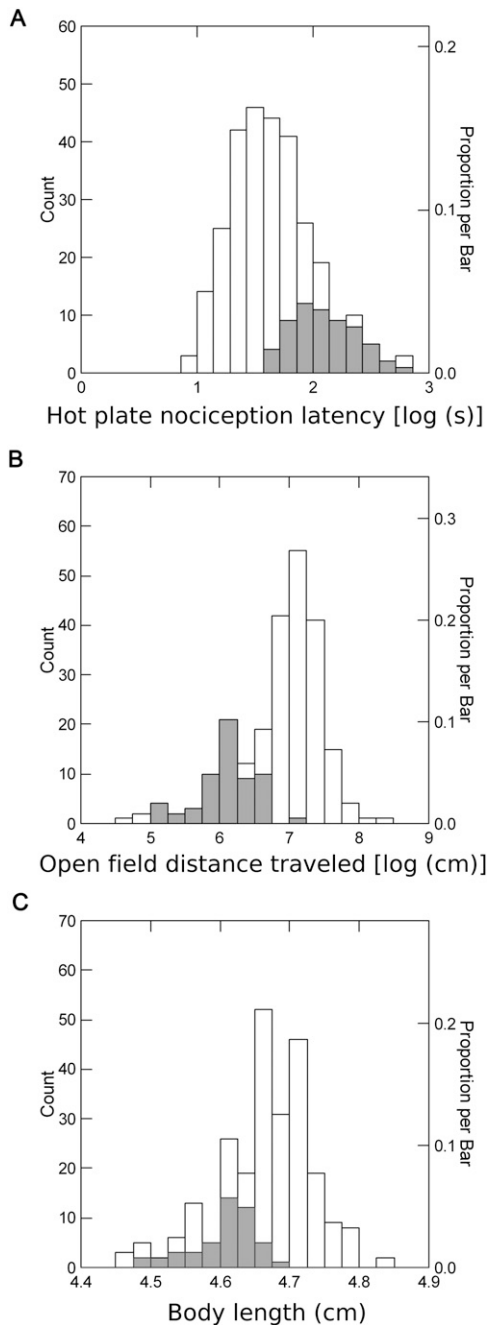 A
60
50
40
30
20
10
0
Count
0.2
0.1
0.0
Proportion per Bar
0 1 2 3
Hot plate nociception latency [log (s)]
B
70
60
50
40
30
20
10
0
Count
0.3
0.2
0.1
0.0
Proportion per Bar
4 5 6 7 8 9
Open field distance traveled [log (cm)]
C
70
60
50
40
30
20
10
0
Count
0.2
0.1
0.0
Proportion per Bar
4.4 4.5 4.6 4.7 4.8 4.9
Body length (cm)